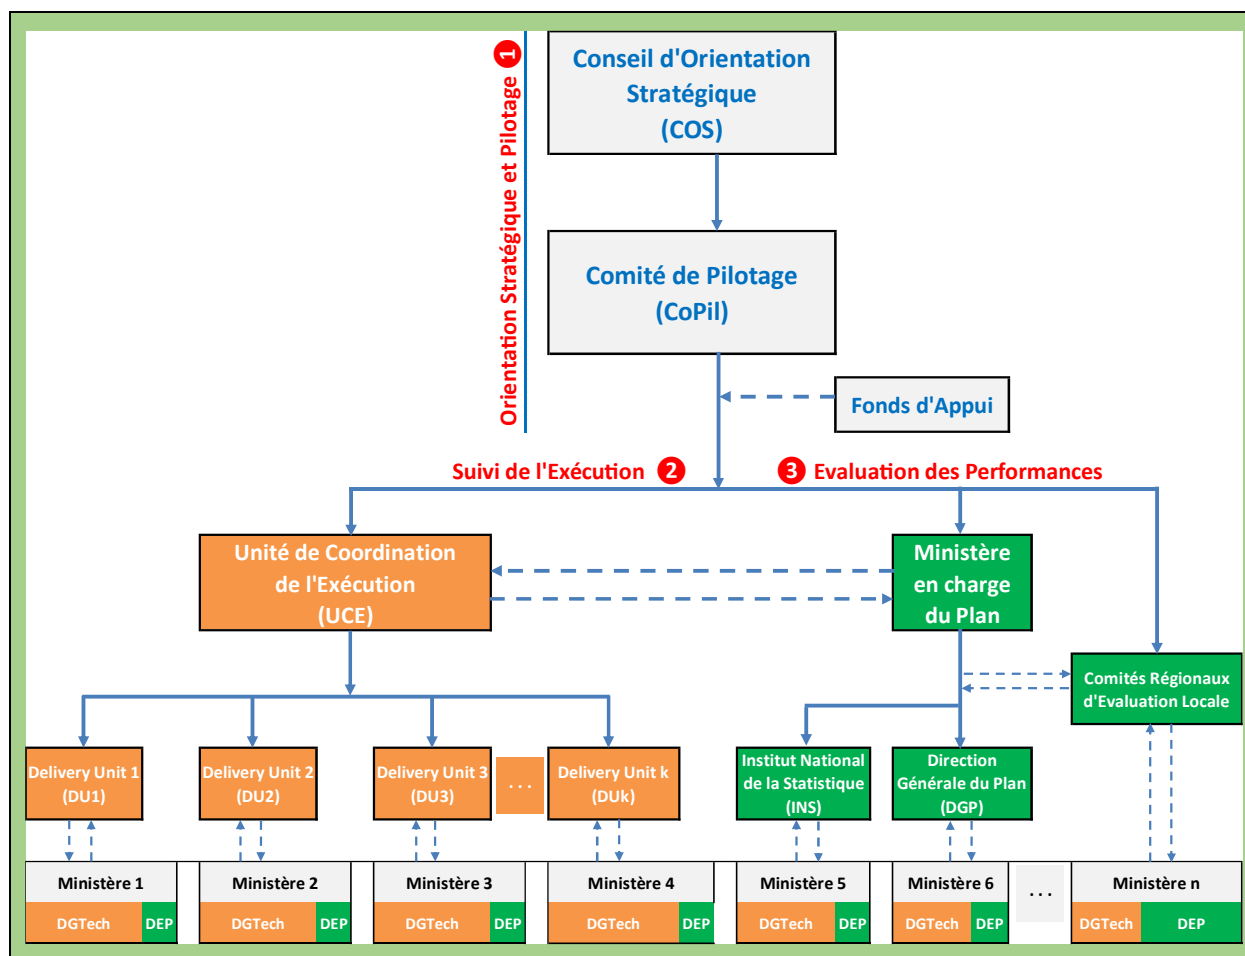 Orientation Stratégique et Pilotage ❶
Conseil d'Orientation
Stratégique
(COS)
Comité de Pilotage
(CoPil)
Fonds d'Appui
Suivi de l'Exécution ❷
❸ Evaluation des Performances
Unité de Coordination
de l'Exécution
(UCE)
Ministère
en charge
du Plan
Comités Régionaux
d'Evaluation Locale
Delivery Unit 1
(DU1)
Delivery Unit 2
(DU2)
Delivery Unit 3
(DU3)
...
Delivery Unit k
(DUk)
Institut National
de la Statistique
(INS)
Direction
Générale du Plan
(DGP)
Ministère 1
DGTech DEP
Ministère 2
DGTech DEP
Ministère 3
DGTech DEP
Ministère 4
DGTech DEP
Ministère 5
DGTech DEP
Ministère 6
DGTech DEP
...
Ministère n
DGTech DEP